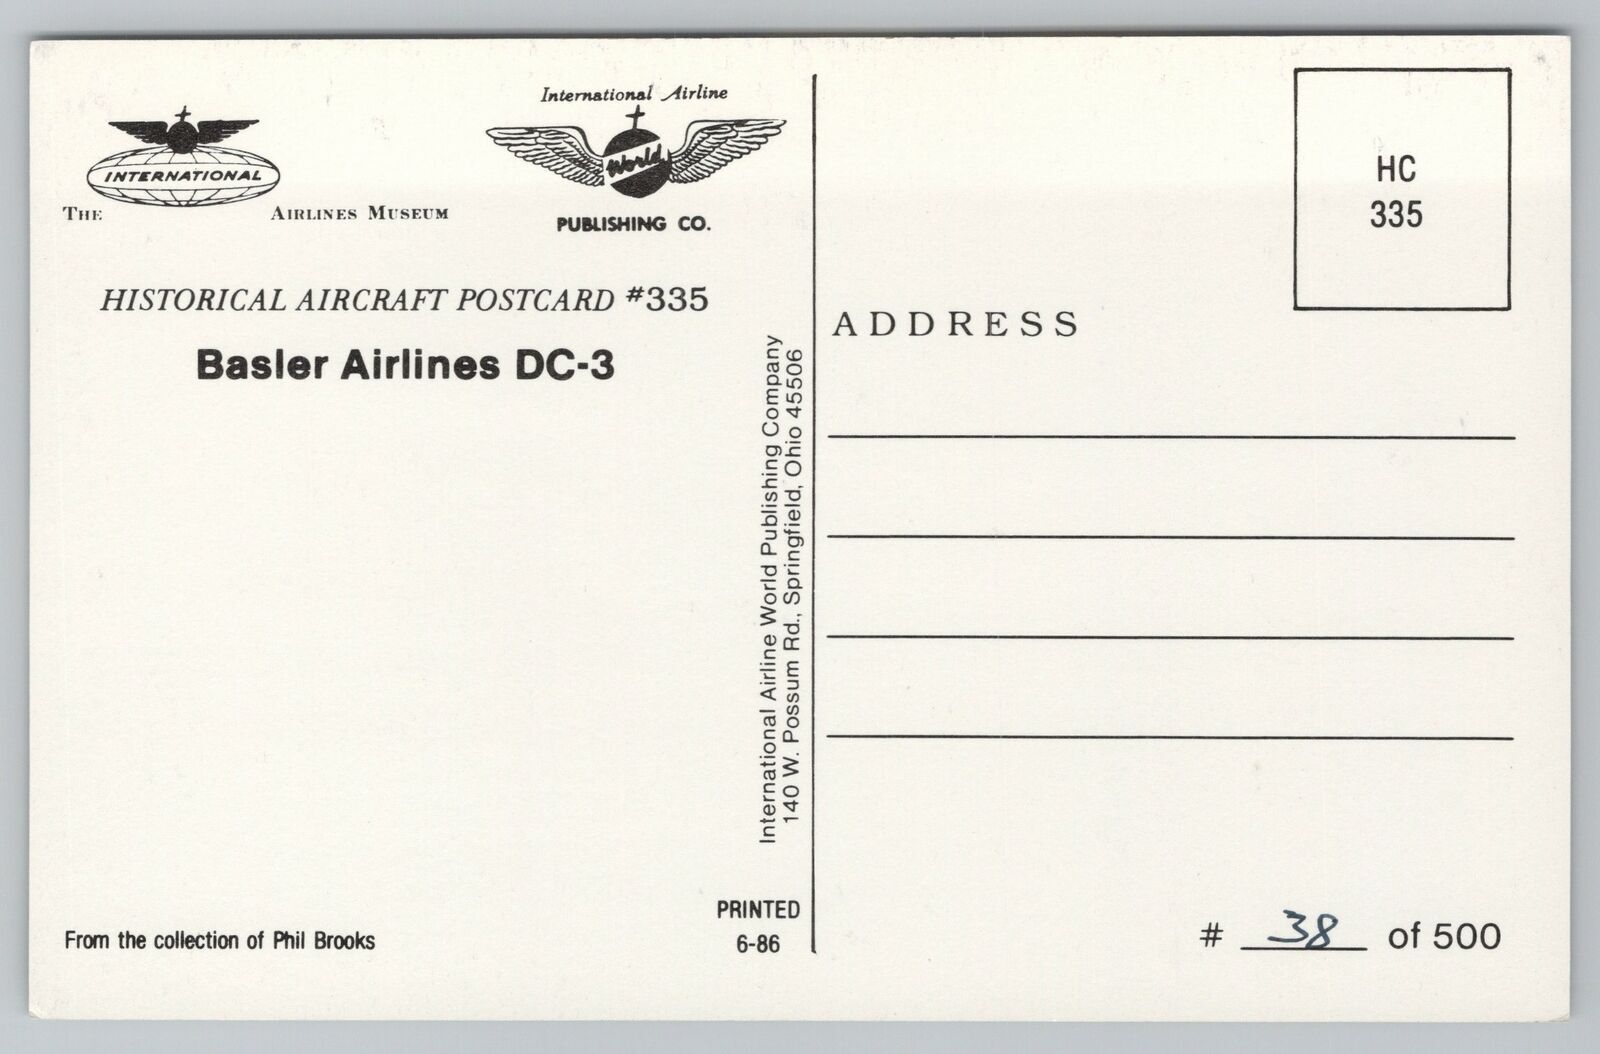 INTERNATIONAL
THE AIRLINES MUSEUM
International Airline
World
PUBLISHING CO.
HISTORICAL AIRCRAFT POSTCARD #335
Basler Airlines DC-3
From the collection of Phil Brooks
PRINTED
6-86
International Airline World Publishing Company
140 W. Possum Rd., Springfield, Ohio 45506
HC
335
ADDRESS
# 38 of 500